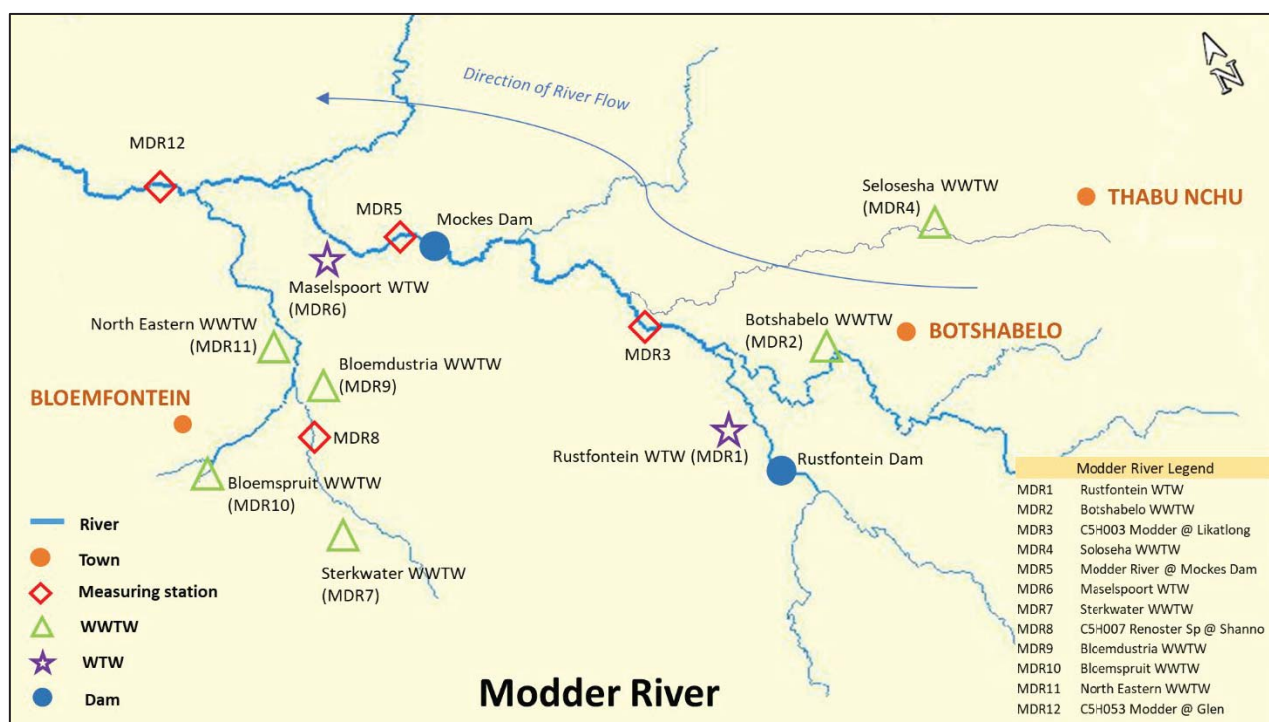 N
Direction of River Flow
MDR12
Selosesha WWTW
(MDR4)
THABU NCHU
MDR5
Mockes Dam
Maselspoort WTW
(MDR6)
North Eastern WWTW
(MDR11)
Botshabelo WWTW
(MDR2)
BOTSHABELO
MDR3
Bloemdustria WWTW
(MDR9)
BLOEMFONTEIN
MDR8
Rustfontein WTW (MDR1)
Rustfontein Dam
Bloemspruit WWTW
(MDR10)
Sterkwater WWTW
(MDR7)
River
Town
Measuring station
WWTW
WTW
Dam
Modder River
Modder River Legend
MDR1 Rustfontein WTW
MDR2 Botshabelo WWTW
MDR3 C5H003 Modder @ Likatlong
MDR4 Soloseha WWTW
MDR5 Modder River @ Mockes Dam
MDR6 Maselspoort WTW
MDR7 Sterkwater WWTW
MDR8 C5H007 Renoster Sp @ Shanno
MDR9 Bloemdustria WWTW
MDR10 Bloemspruit WWTW
MDR11 North Eastern WWTW
MDR12 C5H053 Modder @ Glen